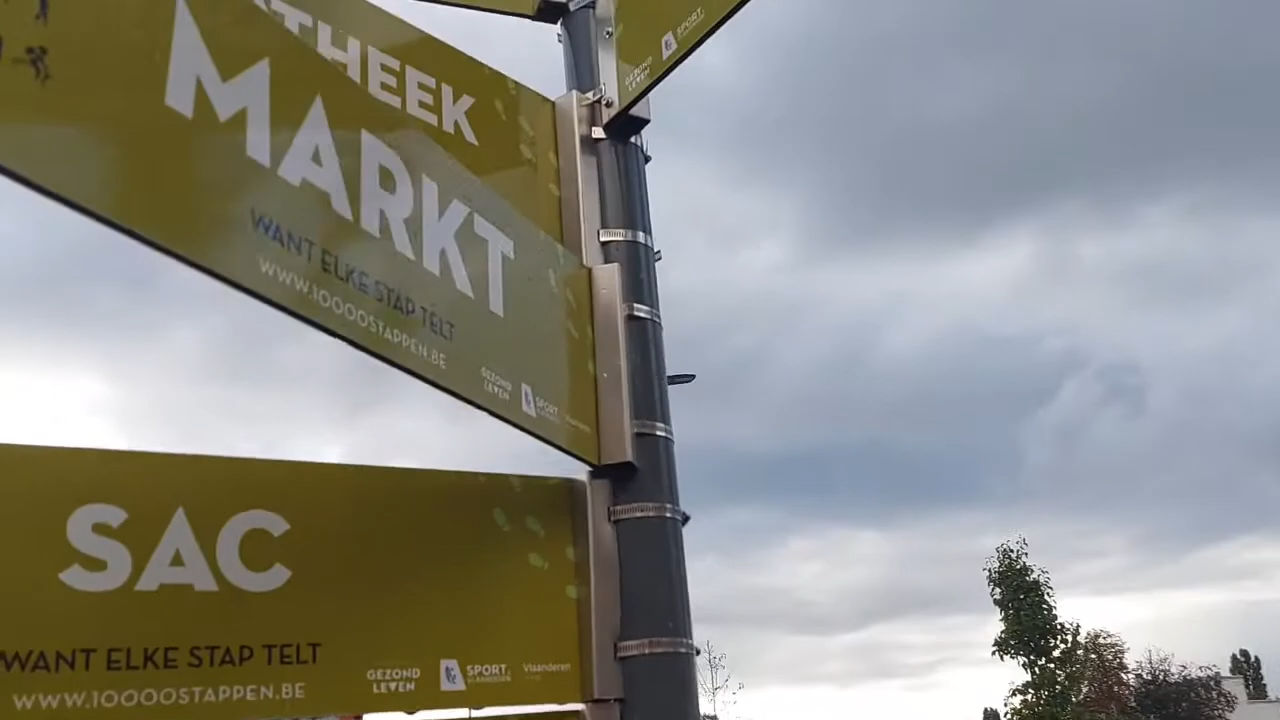 THEEK
MARKT
WANT ELKE STAP TELT
WWW.10000STAPPEN.BE
GEZOND
LEVEN
SPORT.
GEZOND
LEVEN
SPORT.
SAC
WANT ELKE STAP TELT
WWW.10000STAPPEN.BE
GEZOND
LEVEN
SPORT.
VLAANDEREN
Vlaanderen